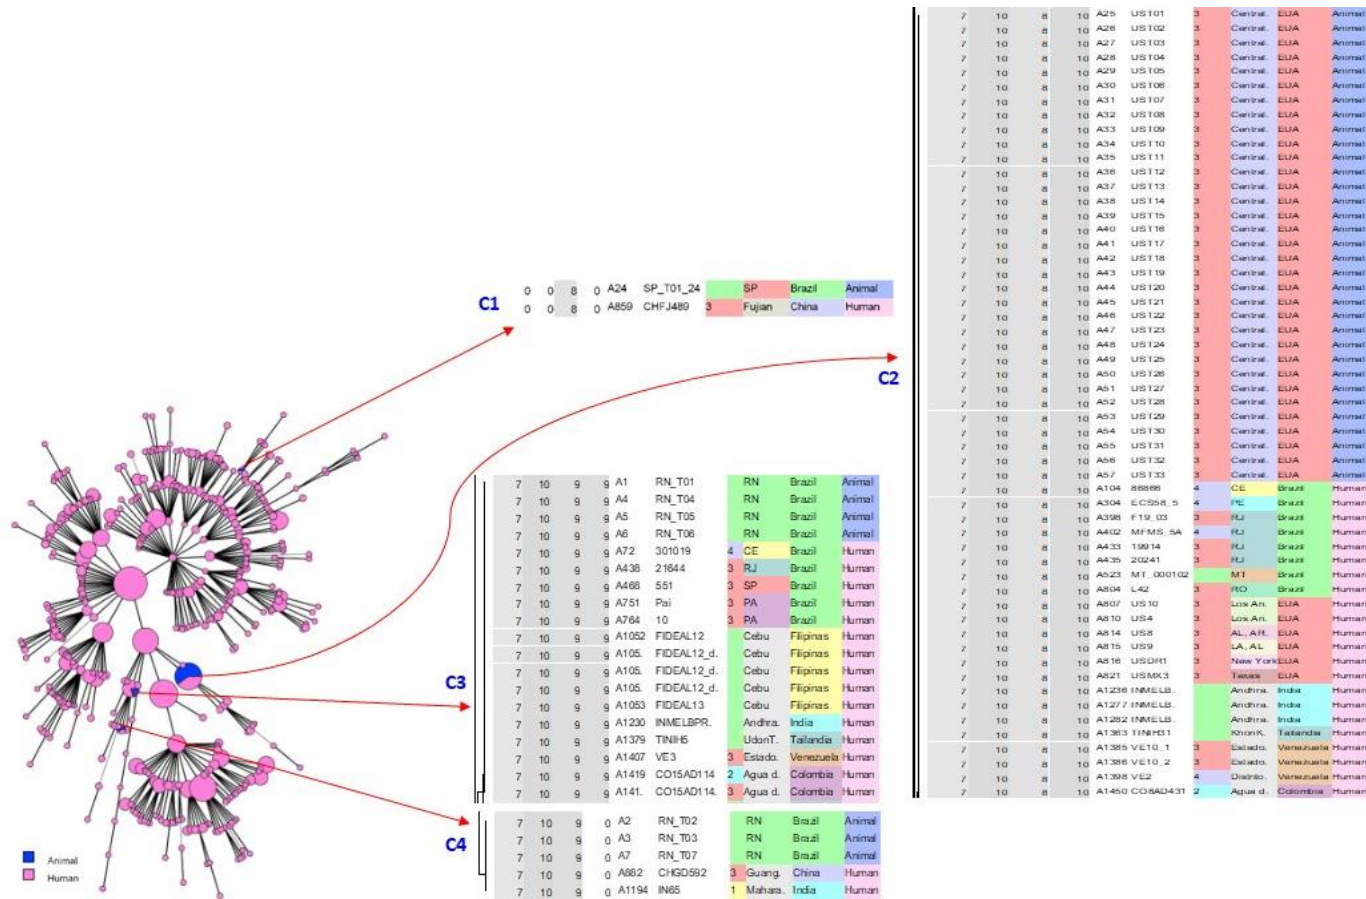 7 10 8 10 A25 UST01 3 Central. EUA Animal
7 10 8 10 A26 UST02 3 Central. EUA Animal
7 10 8 10 A27 UST03 3 Central. EUA Animal
7 10 8 10 A28 UST04 3 Central. EUA Animal
7 10 8 10 A29 UST05 3 Central. EUA Animal
7 10 8 10 A30 UST06 3 Central. EUA Animal
7 10 8 10 A31 UST07 3 Central. EUA Animal
7 10 8 10 A32 UST08 3 Central. EUA Animal
7 10 8 10 A33 UST09 3 Central. EUA Animal
7 10 8 10 A34 UST10 3 Central. EUA Animal
7 10 8 10 A35 UST11 3 Central. EUA Animal
7 10 8 10 A36 UST12 3 Central. EUA Animal
7 10 8 10 A37 UST13 3 Central. EUA Animal
7 10 8 10 A38 UST14 3 Central. EUA Animal
7 10 8 10 A39 UST15 3 Central. EUA Animal
7 10 8 10 A40 UST16 3 Central. EUA Animal
7 10 8 10 A41 UST17 3 Central. EUA Animal
7 10 8 10 A42 UST18 3 Central. EUA Animal
7 10 8 10 A43 UST19 3 Central. EUA Animal
7 10 8 10 A44 UST20 3 Central. EUA Animal
7 10 8 10 A45 UST21 3 Central. EUA Animal
7 10 8 10 A46 UST22 3 Central. EUA Animal
7 10 8 10 A47 UST23 3 Central. EUA Animal
7 10 8 10 A48 UST24 3 Central. EUA Animal
7 10 8 10 A49 UST25 3 Central. EUA Animal
7 10 8 10 A50 UST26 3 Central. EUA Animal
7 10 8 10 A51 UST27 3 Central. EUA Animal
7 10 8 10 A52 UST28 3 Central. EUA Animal
7 10 8 10 A53 UST29 3 Central. EUA Animal
7 10 8 10 A54 UST30 3 Central. EUA Animal
7 10 8 10 A55 UST31 3 Central. EUA Animal
7 10 8 10 A56 UST32 3 Central. EUA Animal
7 10 8 10 A57 UST33 3 Central. EUA Animal
7 10 8 10 A104 86866 4 CE Brazil Human
7 10 8 10 A304 ECS58_5 4 PE Brazil Human
7 10 8 10 A398 F19_03 3 RJ Brazil Human
7 10 8 10 A402 MFMS_5A 4 RJ Brazil Human
7 10 8 10 A433 19914 3 RJ Brazil Human
7 10 8 10 A435 20241 3 RJ Brazil Human
7 10 8 10 A523 MT_000102 MT Brazil Human
7 10 8 10 A804 L42 3 RO Brazil Human
7 10 8 10 A807 US10 3 Los An. EUA Human
7 10 8 10 A810 US4 3 Los An. EUA Human
7 10 8 10 A814 US8 3 AL, AR. EUA Human
7 10 8 10 A815 US9 3 LA, AL EUA Human
7 10 8 10 A816 USDR1 3 New York EUA Human
7 10 8 10 A821 USMX3 3 Texas EUA Human
7 10 8 10 A1236 INMELB. Andhra. India Human
7 10 8 10 A1277 INMELB. Andhra. India Human
7 10 8 10 A1282 INMELB. Andhra. India Human
7 10 8 10 A1363 TINIH31 KhonK. Tailandia Human
7 10 8 10 A1385 VE10_1 3 Estado. Venezuela Human
7 10 8 10 A1386 VE10_2 3 Estado. Venezuela Human
7 10 8 10 A1398 VE2 4 Distrito. Venezuela Human
7 10 8 10 A1450 CO8AD431 2 Agua d. Colombia Human
C2
C1
0 0 8 0 A24 SP_T01_24 SP Brazil Animal
0 0 8 0 A859 CHFJ489 3 Fujian China Human
C3
7 10 9 9 A1 RN_T01 RN Brazil Animal
7 10 9 9 A4 RN_T04 RN Brazil Animal
7 10 9 9 A5 RN_T05 RN Brazil Animal
7 10 9 9 A6 RN_T06 RN Brazil Animal
7 10 9 9 A72 301019 4 CE Brazil Human
7 10 9 9 A438 21644 3 RJ Brazil Human
7 10 9 9 A468 551 3 SP Brazil Human
7 10 9 9 A751 Pai 3 PA Brazil Human
7 10 9 9 A764 10 3 PA Brazil Human
7 10 9 9 A1052 FIDEAL12 Cebu Filipinas Human
7 10 9 9 A105. FIDEAL12_d. Cebu Filipinas Human
7 10 9 9 A105. FIDEAL12_d. Cebu Filipinas Human
7 10 9 9 A105. FIDEAL12_d. Cebu Filipinas Human
7 10 9 9 A1053 FIDEAL13 Cebu Filipinas Human
7 10 9 9 A1230 INMELBPR. Andhra. India Human
7 10 9 9 A1379 TINIH5 UdonT. Tailandia Human
7 10 9 9 A1407 VE3 3 Estado. Venezuela Human
7 10 9 9 A1419 CO15AD114 2 Agua d. Colombia Human
7 10 9 9 A141. CO15AD114. 3 Agua d. Colombia Human
C4
7 10 9 0 A2 RN_T02 RN Brazil Animal
7 10 9 0 A3 RN_T03 RN Brazil Animal
7 10 9 0 A7 RN_T07 RN Brazil Animal
7 10 9 0 A882 CHGD592 3 Guang. China Human
7 10 9 0 A1194 IN65 1 Mahara. India Human
Animal
Human